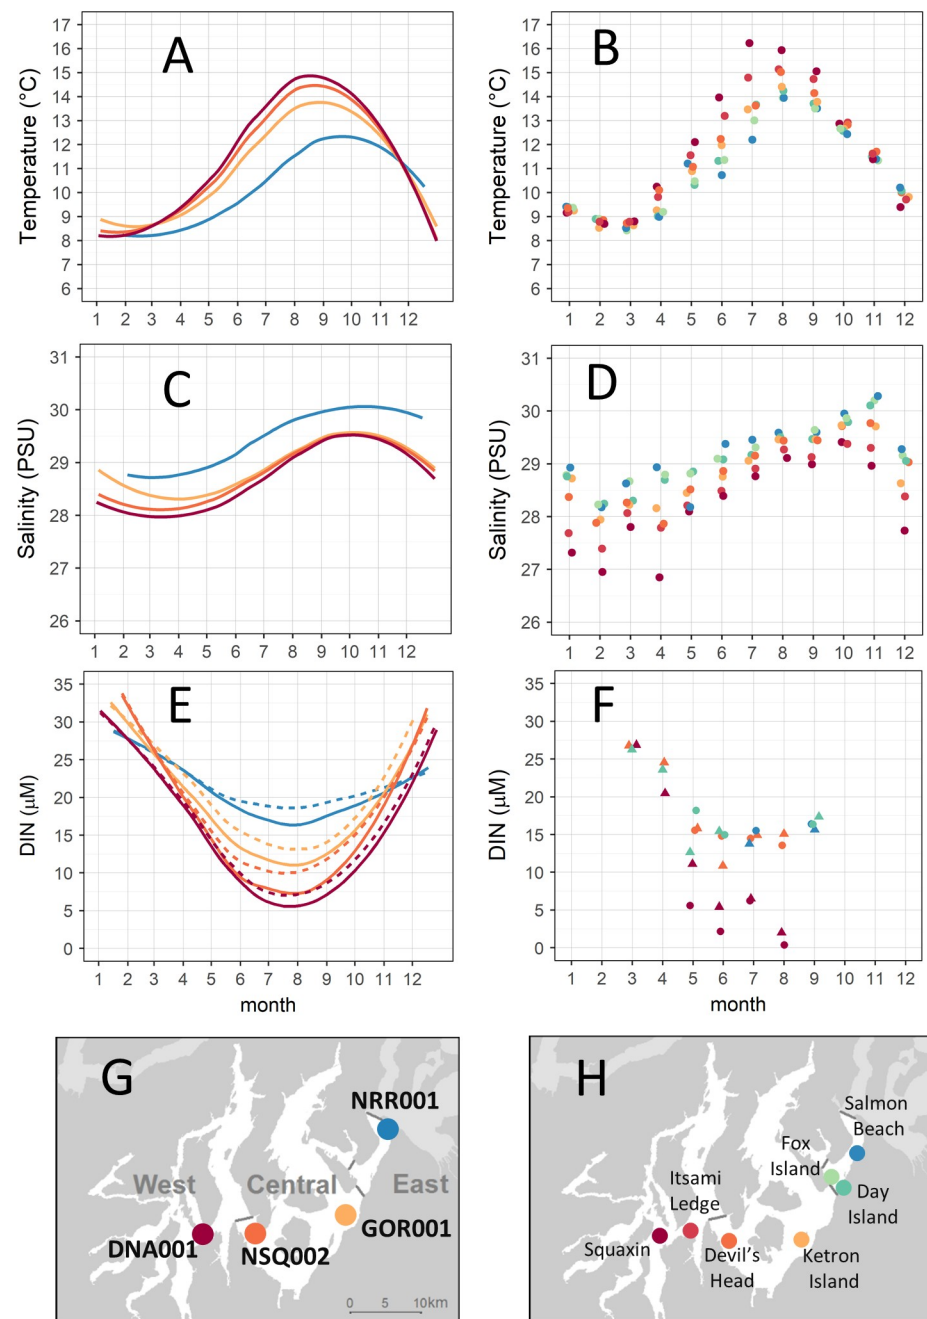 A
17
16
15
14
13
12
11
10
9
8
7
6
Temperature (°C)
1 2 3 4 5 6 7 8 9 10 11 12
B
17
16
15
14
13
12
11
10
9
8
7
6
Temperature (°C)
1 2 3 4 5 6 7 8 9 10 11 12
C
31
30
29
28
27
26
Salinity (PSU)
1 2 3 4 5 6 7 8 9 10 11 12
D
31
30
29
28
27
26
Salinity (PSU)
1 2 3 4 5 6 7 8 9 10 11 12
E
35
30
25
20
15
10
5
0
DIN (µM)
1 2 3 4 5 6 7 8 9 10 11 12
month
F
35
30
25
20
15
10
5
0
DIN (µM)
1 2 3 4 5 6 7 8 9 10 11 12
month
G
NRR001
West Central East
GOR001
DNA001 NSQ002
0 5 10km
H
Salmon
Beach
Fox
Island
Itsami
Ledge
Day
Island
Squaxin
Devil's
Head
Ketron
Island